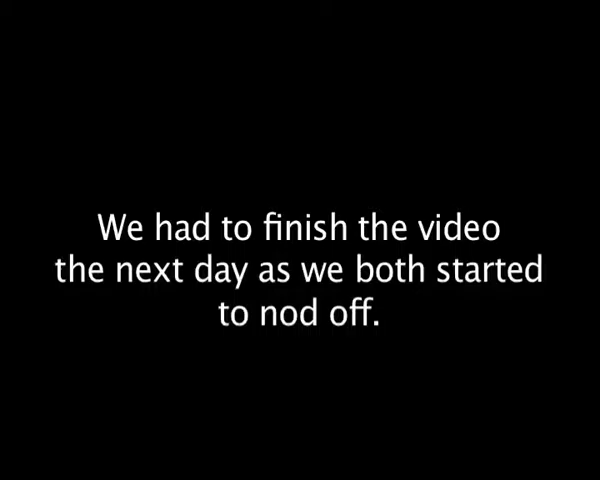 We had to finish the video
the next day as we both started
to nod off.